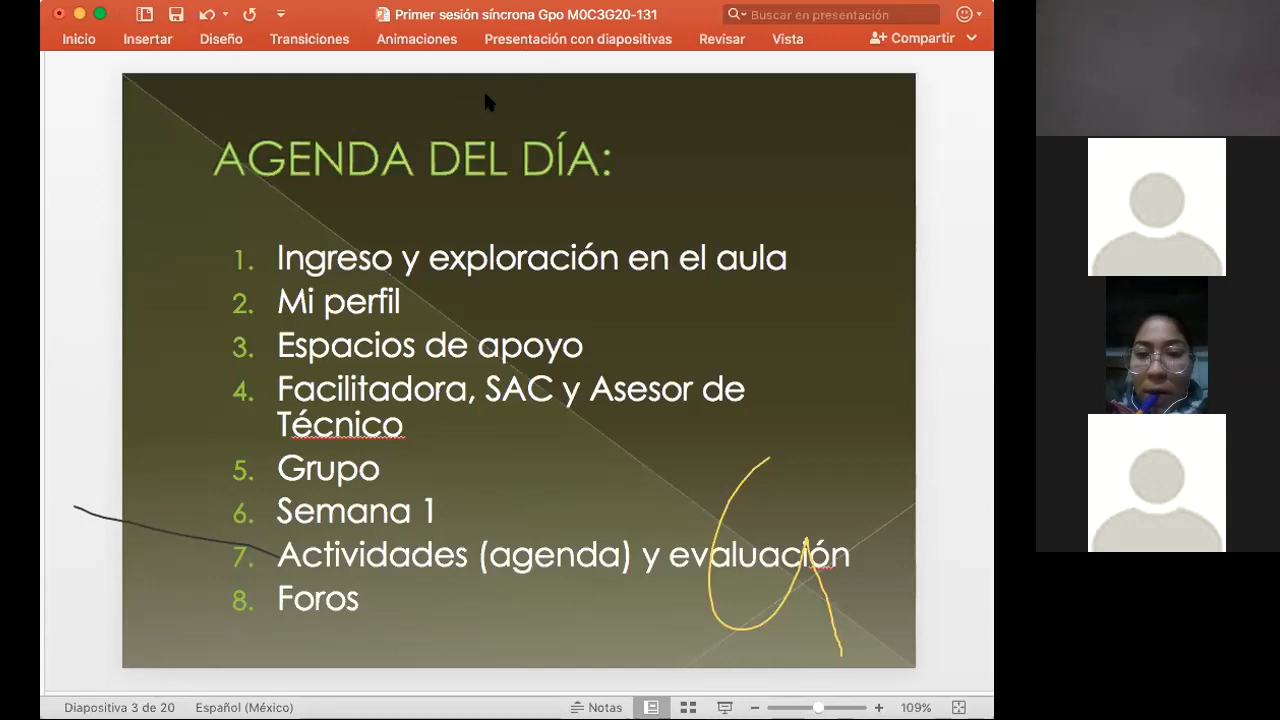 Primer sesión síncrona Gpo M0C3G20-131
Buscar en presentación
Inicio Insertar Diseño Transiciones Animaciones Presentación con diapositivas Revisar Vista Compartir
AGENDA DEL DÍA:
1. Ingreso y exploración en el aula
2. Mi perfil
3. Espacios de apoyo
4. Facilitadora, SAC y Asesor de
Técnico
5. Grupo
6. Semana 1
7. Actividades (agenda) y evaluación
8. Foros
Diapositiva 3 de 20 Español (México) Notas 109%